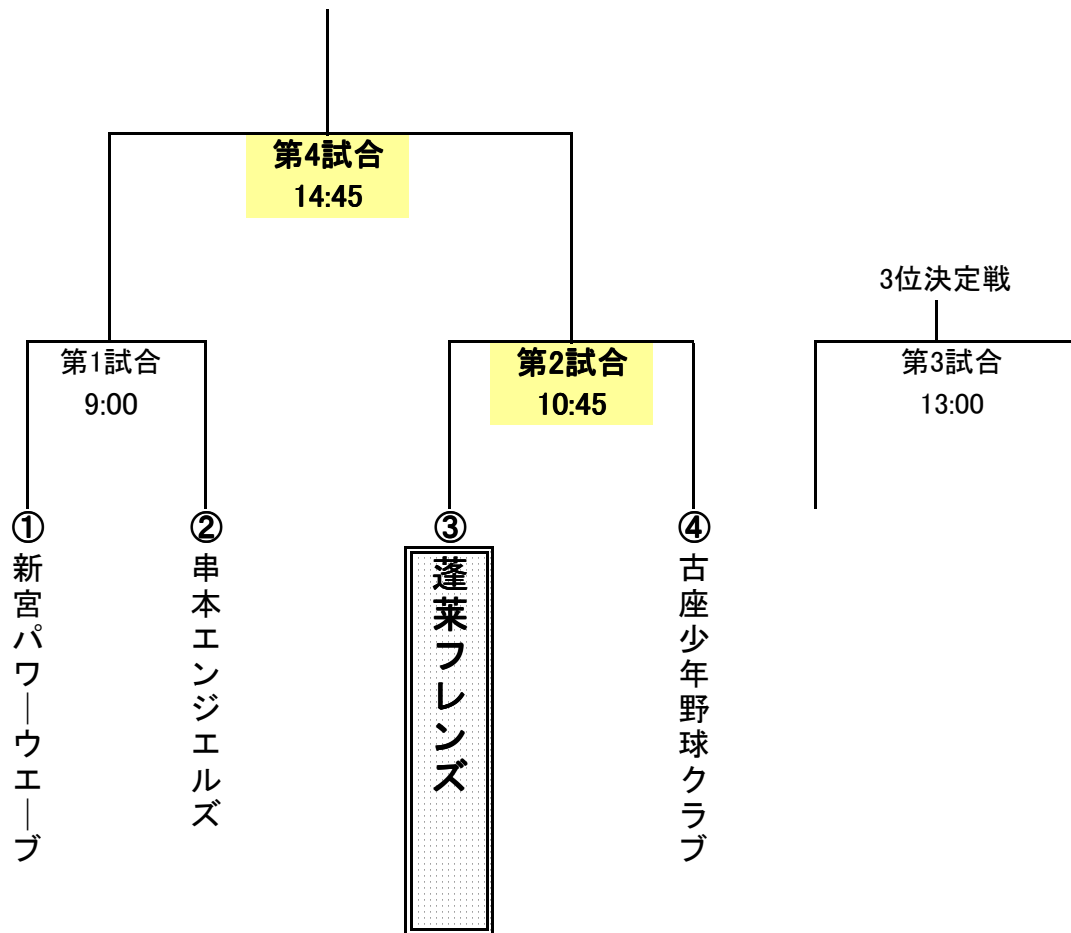 第4試合
14:45
3位決定戦
第1試合
9:00
第2試合
10:45
第3試合
13:00
①新宮パワーウエーブ
②串本エンジエルズ
③蓬莱フレンズ
④古座少年野球クラブ